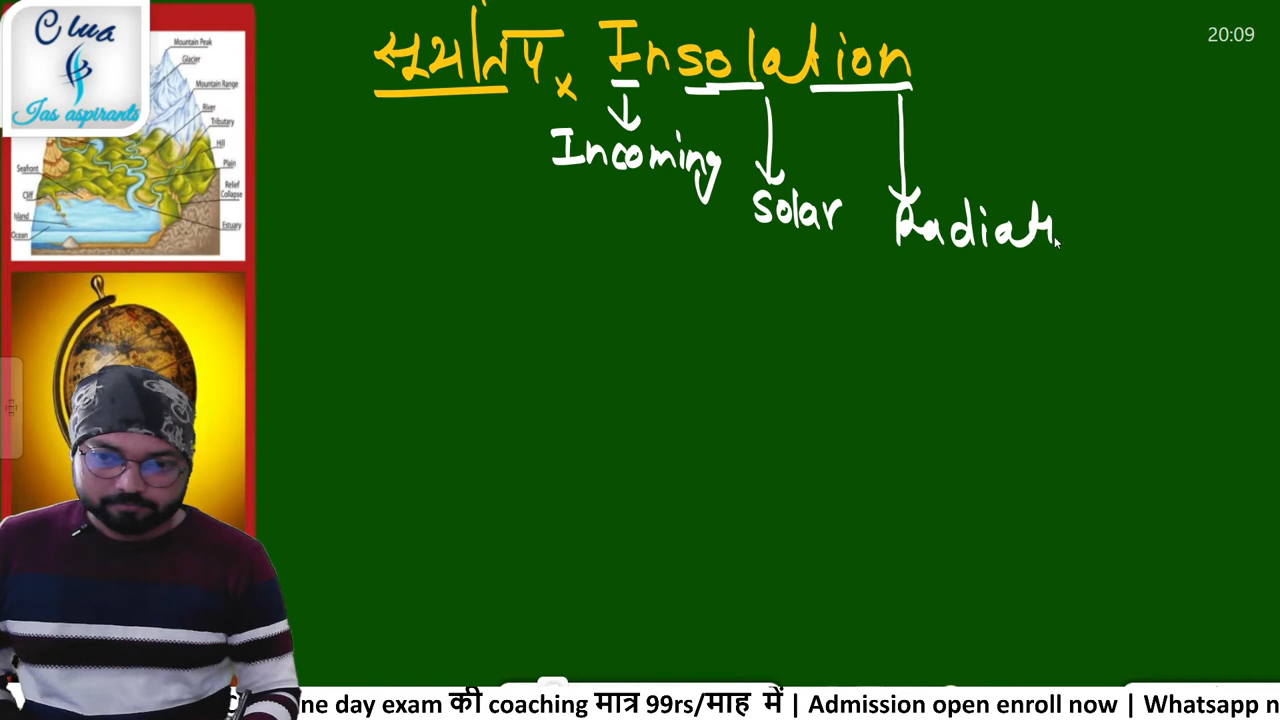 Clua
Ias aspirants
Mountain Peak
Glacier
Mountain Range
River
Tributary
Hill
Plain
Seafront
Relief
Collapse
Cliff
Island
Estuary
Ocean
20:09
सूर्यातप x Insolation
Incoming
Solar
Radiati
ne day exam की coaching मात्र 99rs/माह में | Admission open enroll now | Whatsapp n